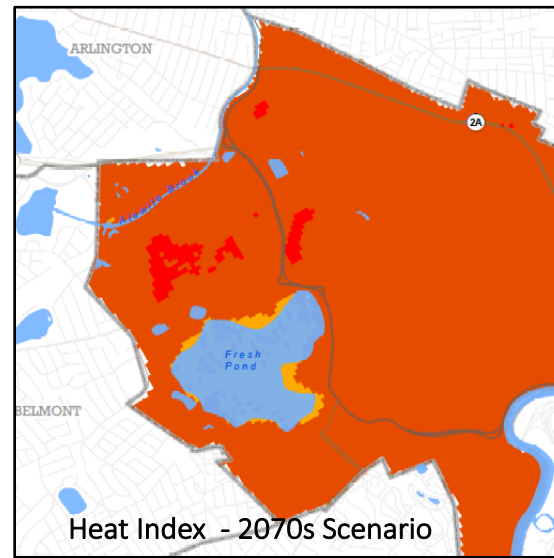 ARLINGTON
2A
Alewife Brook
Fresh
Pond
BELMONT
Heat Index - 2070s Scenario